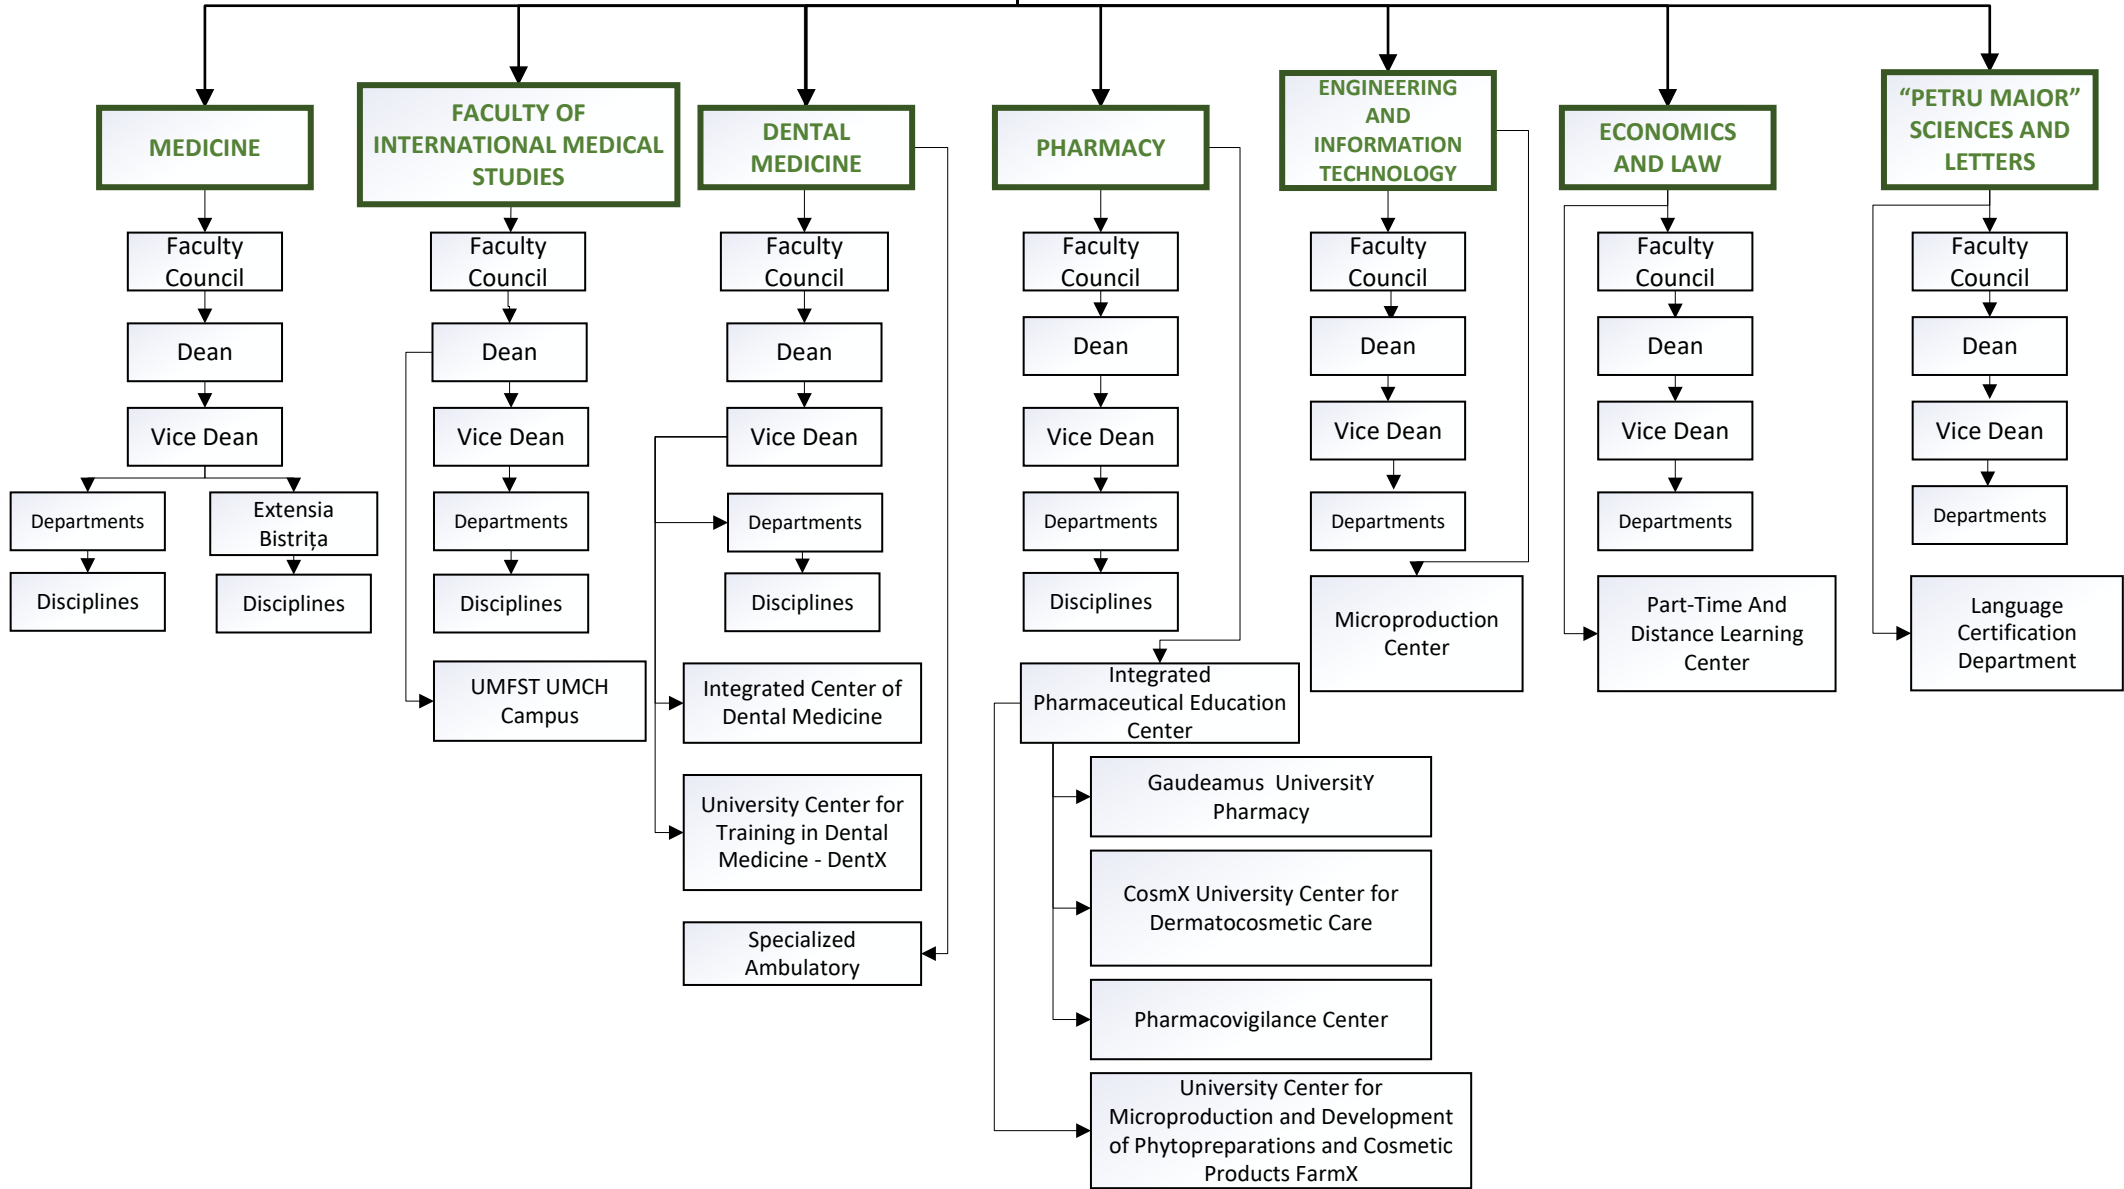 MEDICINE
FACULTY OF
INTERNATIONAL MEDICAL
STUDIES
DENTAL
MEDICINE
PHARMACY
ENGINEERING
AND
INFORMATION
TECHNOLOGY
ECONOMICS
AND LAW
“PETRU MAIOR”
SCIENCES AND
LETTERS
Faculty
Council
Dean
Vice Dean
Departments
Disciplines
Extensia
Bistrița
Disciplines
Faculty
Council
Dean
Vice Dean
Departments
Disciplines
UMFST UMCH
Campus
Faculty
Council
Dean
Vice Dean
Departments
Disciplines
Integrated Center of
Dental Medicine
University Center for
Training in Dental
Medicine - DentX
Specialized
Ambulatory
Faculty
Council
Dean
Vice Dean
Departments
Disciplines
Integrated
Pharmaceutical Education
Center
Gaudeamus  UniversitY
Pharmacy
CosmX University Center for
Dermatocosmetic Care
Pharmacovigilance Center
University Center for
Microproduction and Development
of Phytopreparations and Cosmetic
Products FarmX
Faculty
Council
Dean
Vice Dean
Departments
Microproduction
Center
Faculty
Council
Dean
Vice Dean
Departments
Part-Time And
Distance Learning
Center
Faculty
Council
Dean
Vice Dean
Departments
Language
Certification
Department